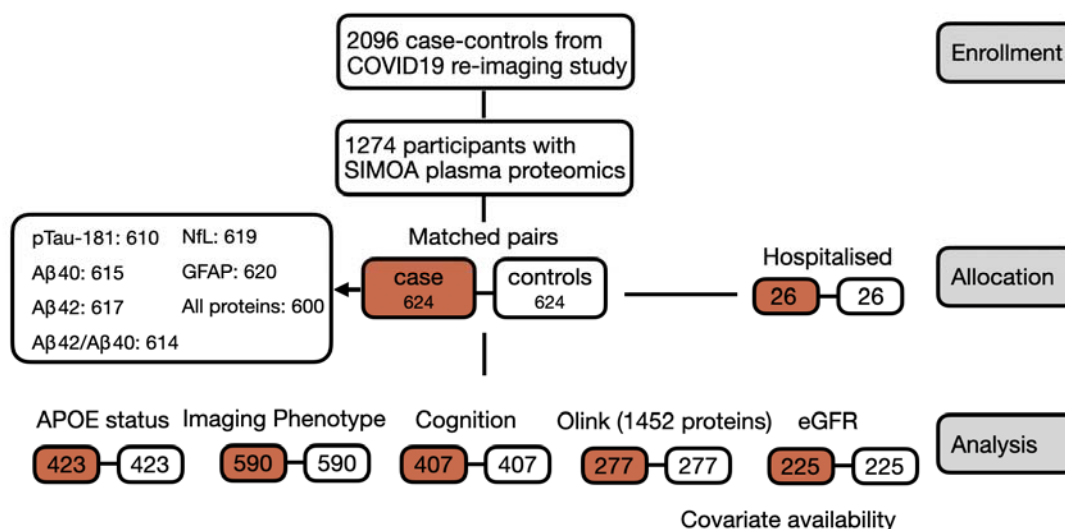 2096 case-controls from
COVID19 re-imaging study
Enrollment
1274 participants with
SIMOA plasma proteomics
pTau-181: 610
NfL: 619
Aβ40: 615
GFAP: 620
Aβ42: 617
All proteins: 600
Aβ42/Aβ40: 614
Matched pairs
case
624
controls
624
Hospitalised
26
26
Allocation
APOE status
423
423
Imaging Phenotype
590
590
Cognition
407
407
Olink (1452 proteins)
277
277
eGFR
225
225
Analysis
Covariate availability